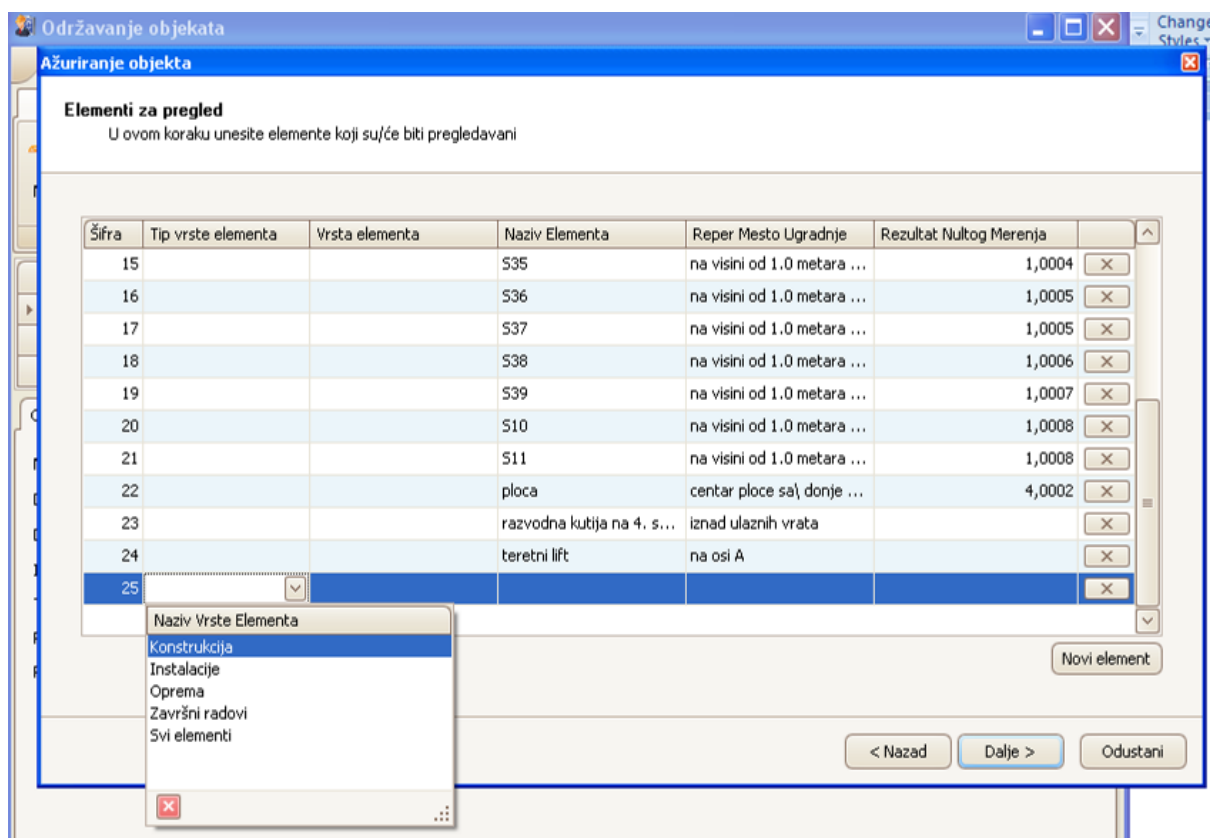 Održavanje objekata
Change
Styles
Ažuriranje objekta
Elementi za pregled
U ovom koraku unesite elemente koji su/će biti pregledavani
Šifra Tip vrste elementa Vrsta elementa Naziv Elementa Reper Mesto Ugradnje Rezultat Nultog Merenja
15 S35 na visini od 1.0 metara ... 1,0004
16 S36 na visini od 1.0 metara ... 1,0005
17 S37 na visini od 1.0 metara ... 1,0005
18 S38 na visini od 1.0 metara ... 1,0006
19 S39 na visini od 1.0 metara ... 1,0007
20 S10 na visini od 1.0 metara ... 1,0008
21 S11 na visini od 1.0 metara ... 1,0008
22 ploca centar ploce sa\ donje ... 4,0002
23 razvodna kutija na 4. s... iznad ulaznih vrata
24 teretni lift na osi A
25
Naziv Vrste Elementa
Konstrukcija
Instalacije
Oprema
Završni radovi
Svi elementi
Novi element
< Nazad Dalje > Odustani